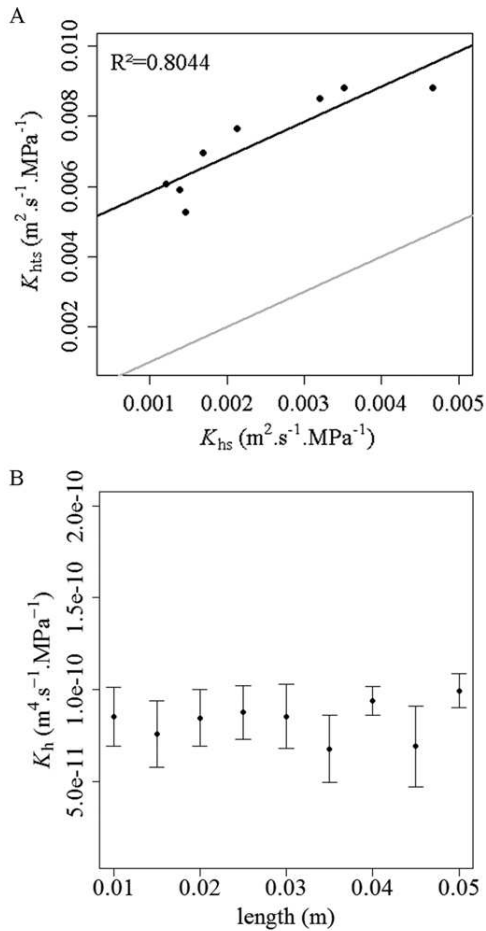 A
R²=0.8044
0.010
0.008
0.006
0.004
0.002
Khts (m².s⁻¹.MPa⁻¹)
0.001 0.002 0.003 0.004 0.005
Khs (m².s⁻¹.MPa⁻¹)
B
2.0e-10
1.5e-10
1.0e-10
5.0e-11
Kh (m⁴.s⁻¹.MPa⁻¹)
0.01 0.02 0.03 0.04 0.05
length (m)